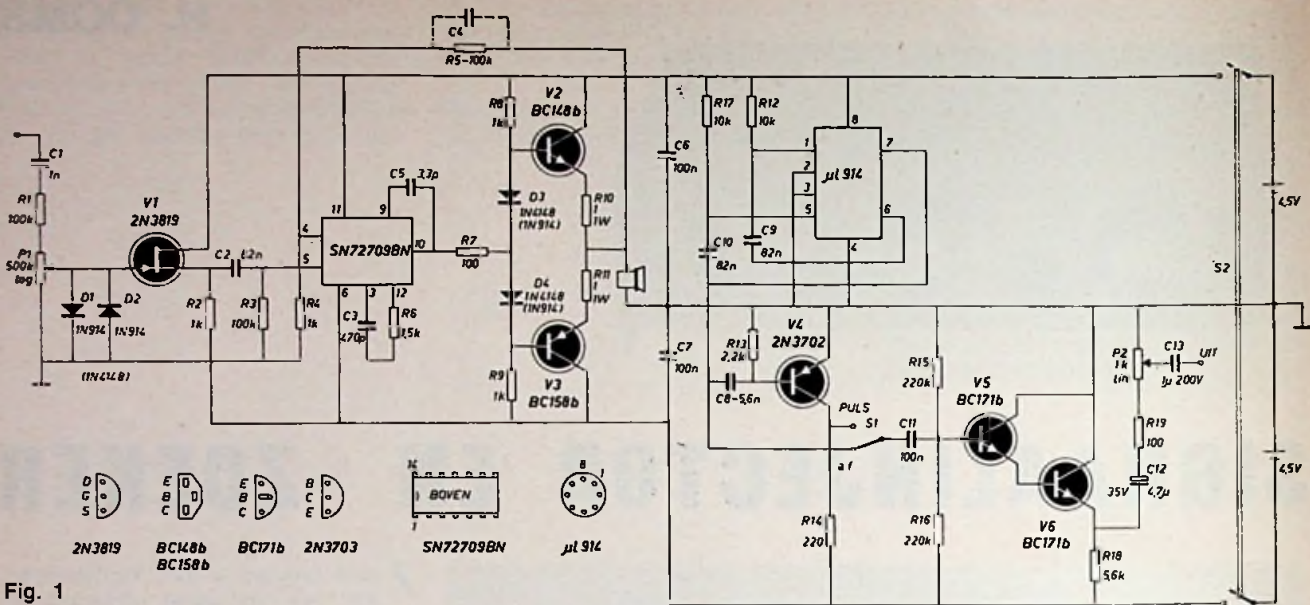 C4
R5-100k
C1
1n
R1
100k
P1
500k
log
V1
2N3819
D1
1N914
D2
1N914
(1N4148)
R2
1k
C2
R3
100k
R4
1k
4
5
11
9
10
6
3
12
SN72709BN
C5 3,3p
C3
470p
R6
1,5k
R7
100
R8
1k
V2
BC148b
D3
1N4148
(1N914)
D4
1N4148
(1N914)
R9
1k
V3
BC158b
R10
1
1W
R11
1
1W
C6
100n
C7
100n
R17
10k
R12
10k
C10
82n
C9
82n
1
2
3
5
8
7
6
4
µL 914
R13
2,2k
C8-5,6n
V4
2N3702
PULS
S1
a f
C11
100n
R14
220
R15
220k
R16
220k
V5
BC171b
V6
BC171b
P2
1k
lin
C13
1µ 200V
R19
100
C12
35V 4,7µ
R18
5,6k
S2
4,5V
4,5V
D
G
S
2N3819
E
B
C
BC148b
BC158b
E
B
C
BC171b
B
C
E
2N3703
14
BOVEN
1
SN72709BN
8
1
µL 914
Fig. 1